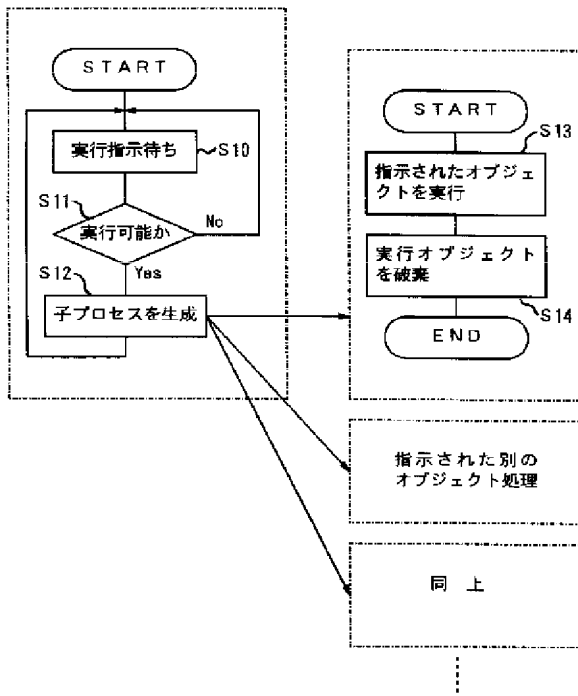 START
実行指示待ち
S10
S11
実行可能か
No
Yes
S12
子プロセスを生成
START
S13
指示されたオブジェ
クトを実行
実行オブジェクト
を破棄
S14
END
指示された別の
オブジェクト処理
同 上